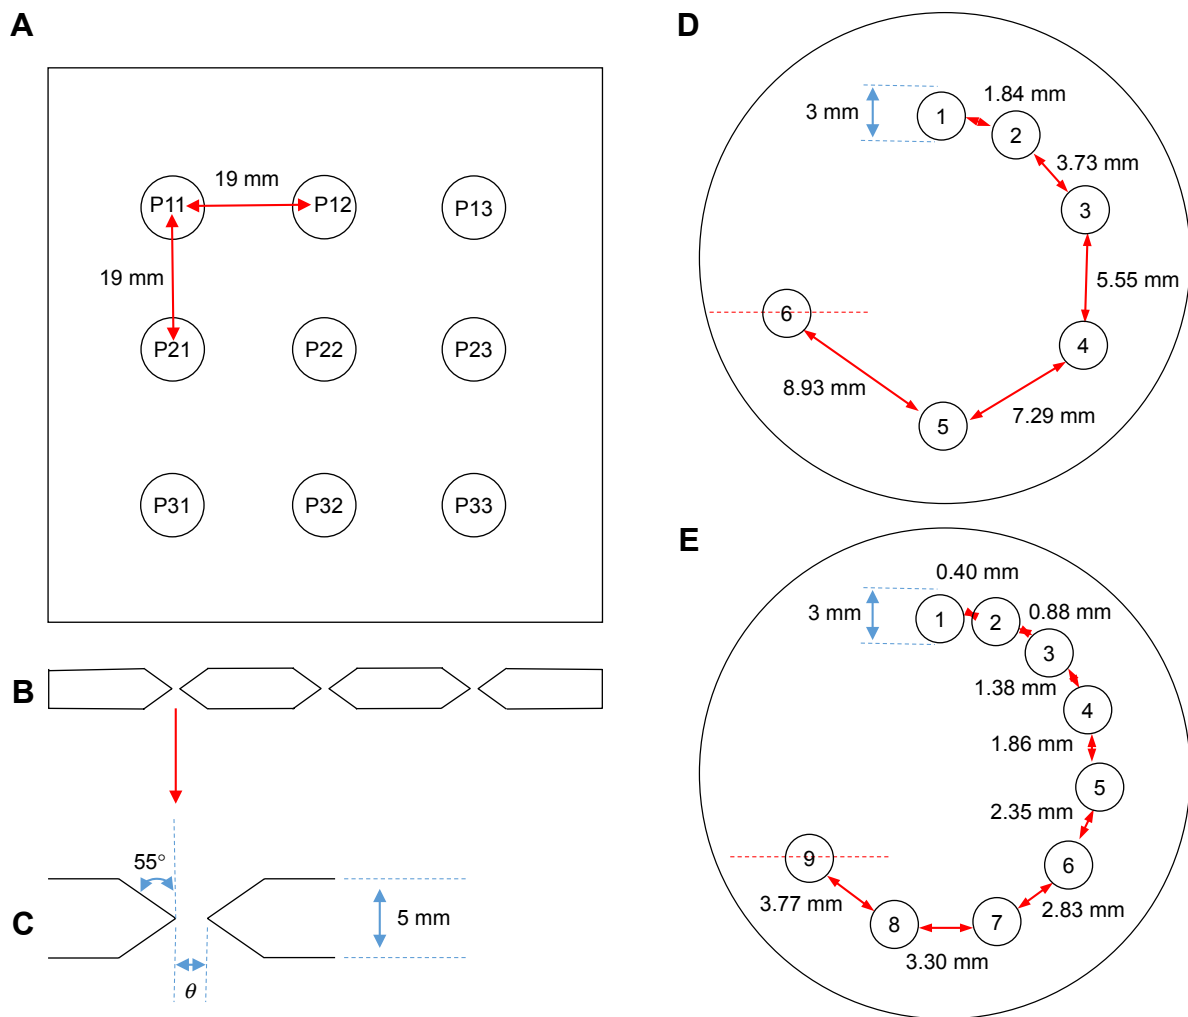 A
19 mm
P11
P12
P13
19 mm
P21
P22
P23
P31
P32
P33
B
55°
C
5 mm
θ
D
3 mm
1
1.84 mm
2
3.73 mm
3
5.55 mm
6
4
8.93 mm
7.29 mm
5
E
0.40 mm
3 mm
1
2
0.88 mm
3
1.38 mm
4
1.86 mm
5
2.35 mm
9
6
3.77 mm
2.83 mm
8
7
3.30 mm